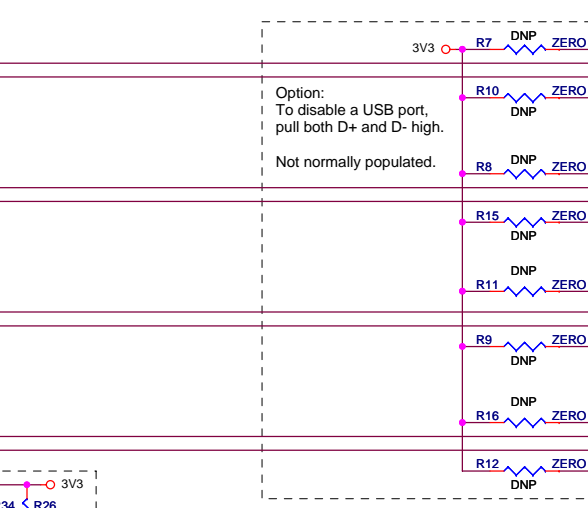 DNP
3V3 R7 ZERO
Option:
To disable a USB port,
pull both D+ and D- high.
Not normally populated.
R10 ZERO
DNP
DNP
R8 ZERO
R15 ZERO
DNP
DNP
R11 ZERO
R9 ZERO
DNP
DNP
R16 ZERO
R12 ZERO
DNP
3V3
R26